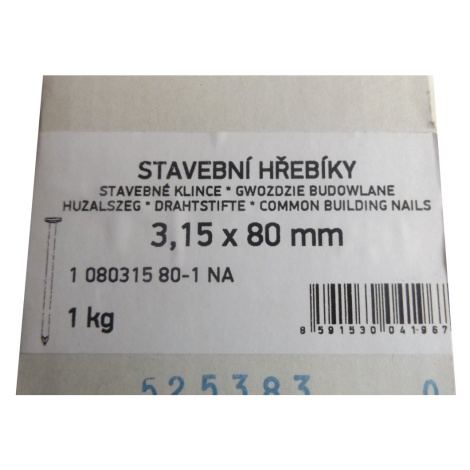 STAVEBNÍ HŘEBÍKY
STAVEBNÉ KLINCE * GWOZDZIE BUDOWLANE
HUZALSZEG * DRAHTSTIFTE * COMMON BUILDING NAILS
3,15 x 80 mm
1 080315 80-1 NA
1 kg
8 591530 041967
525383 0